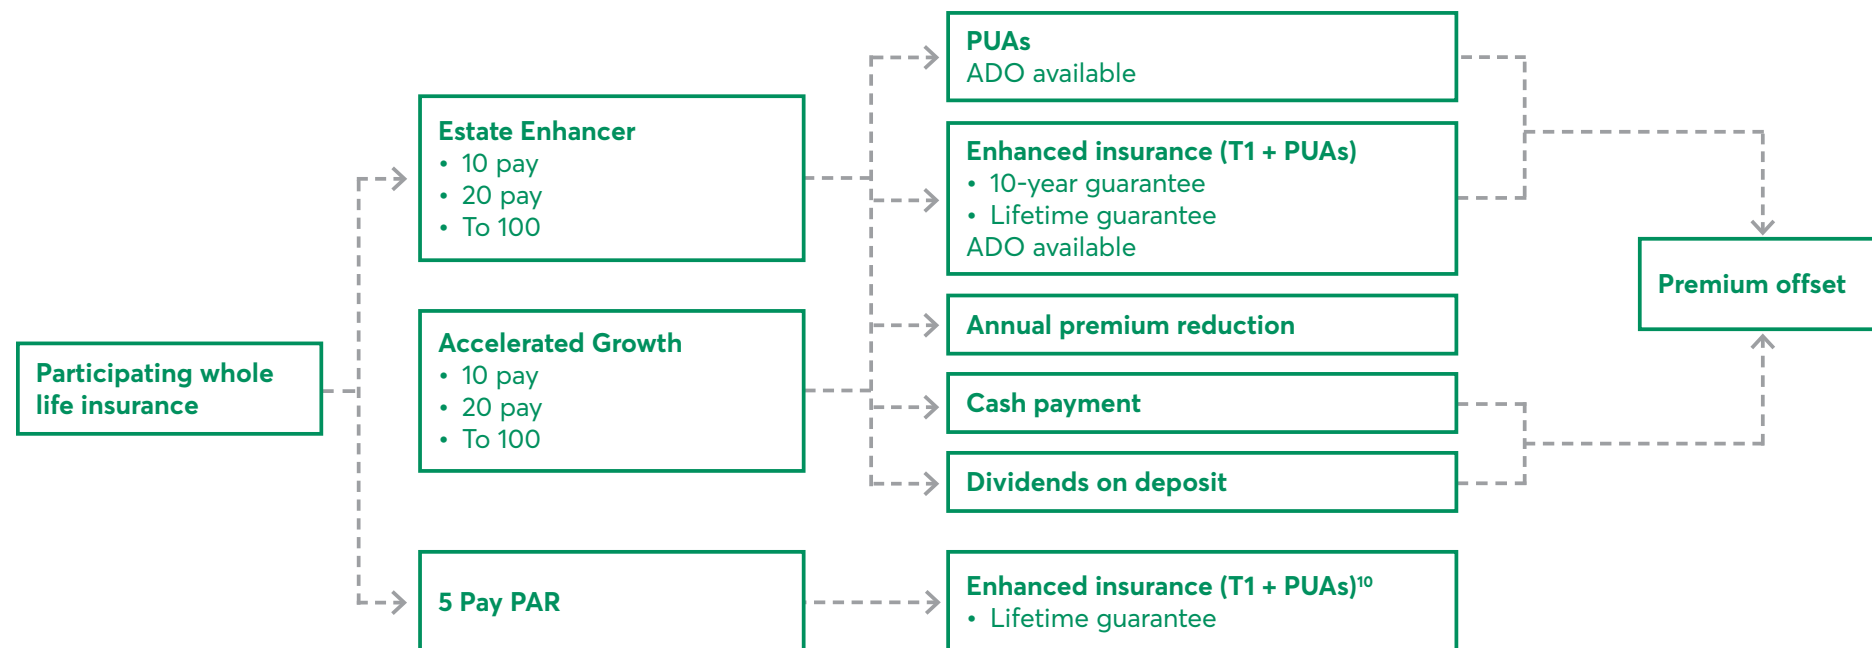 Participating whole
life insurance
Estate Enhancer
• 10 pay
• 20 pay
• To 100
Accelerated Growth
• 10 pay
• 20 pay
• To 100
5 Pay PAR
PUAs
ADO available
Enhanced insurance (T1 + PUAs)
• 10-year guarantee
• Lifetime guarantee
ADO available
Annual premium reduction
Cash payment
Dividends on deposit
Enhanced insurance (T1 + PUAs)¹⁰
• Lifetime guarantee
Premium offset